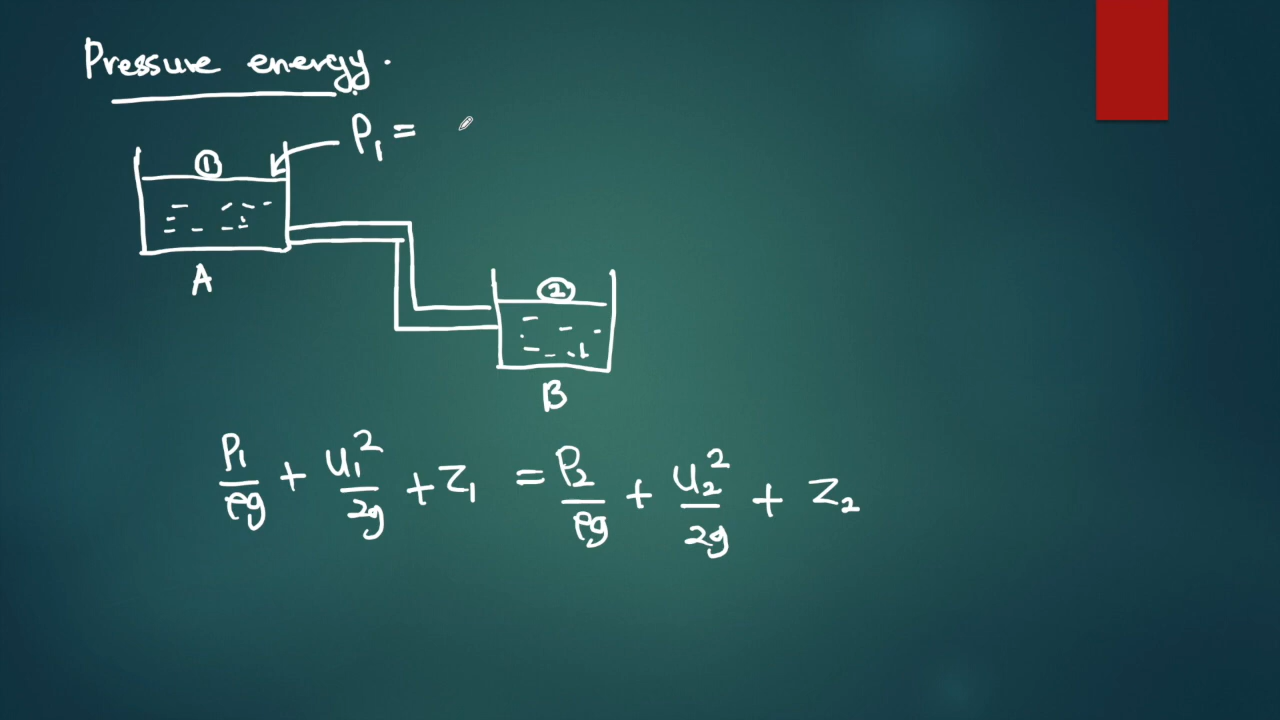 Pressure energy.
P₁ =
①
A
②
B
P₁/ρg + u₁²/2g + Z₁ = P₂/ρg + u₂²/2g + Z₂